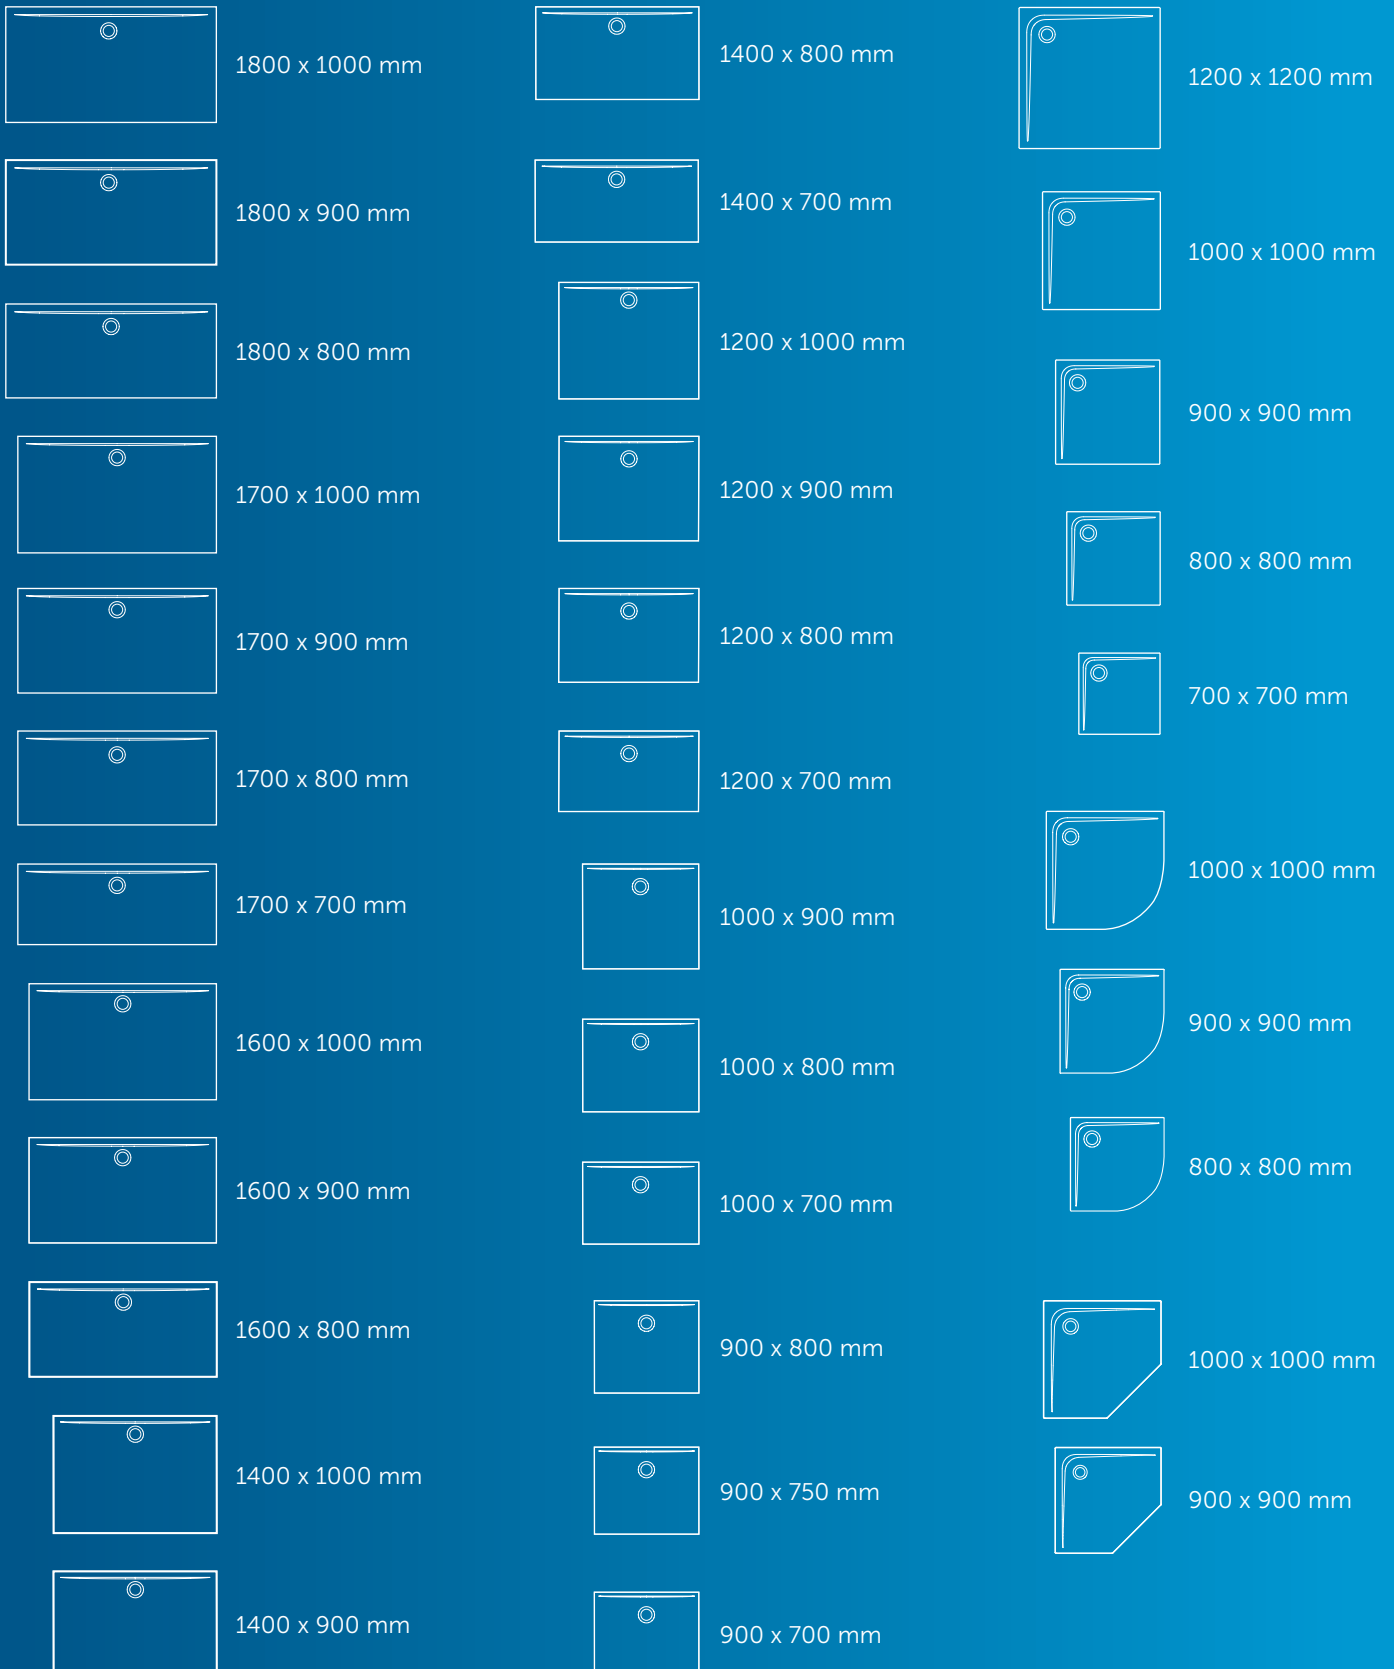 1800 x 1000 mm
1800 x 900 mm
1800 x 800 mm
1700 x 1000 mm
1700 x 900 mm
1700 x 800 mm
1700 x 700 mm
1600 x 1000 mm
1600 x 900 mm
1600 x 800 mm
1400 x 1000 mm
1400 x 900 mm
1400 x 800 mm
1400 x 700 mm
1200 x 1000 mm
1200 x 900 mm
1200 x 800 mm
1200 x 700 mm
1000 x 900 mm
1000 x 800 mm
1000 x 700 mm
900 x 800 mm
900 x 750 mm
900 x 700 mm
1200 x 1200 mm
1000 x 1000 mm
900 x 900 mm
800 x 800 mm
700 x 700 mm
1000 x 1000 mm
900 x 900 mm
800 x 800 mm
1000 x 1000 mm
900 x 900 mm